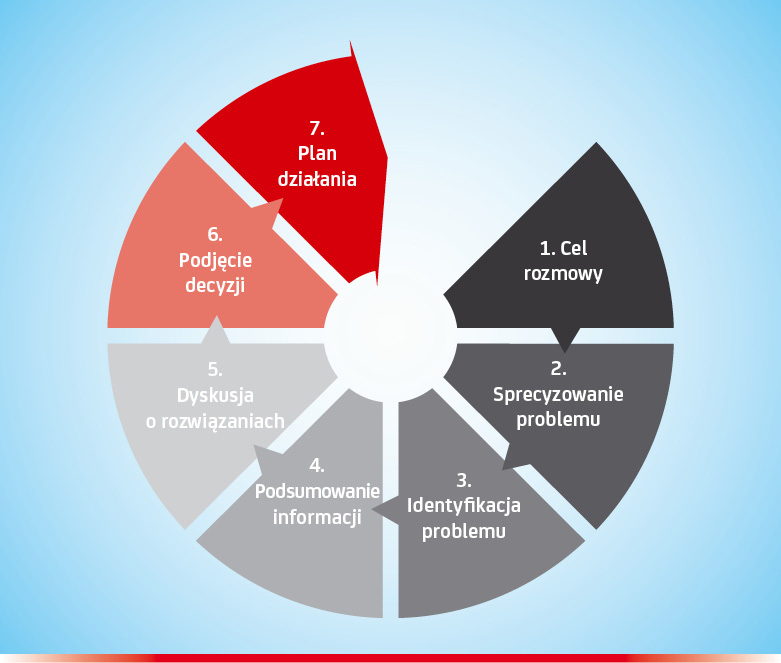 1. Cel
rozmowy
2.
Sprecyzowanie
problemu
3.
Identyfikacja
problemu
4.
Podsumowanie
informacji
5.
Dyskusja
o rozwiązaniach
6.
Podjęcie
decyzji
7.
Plan
działania